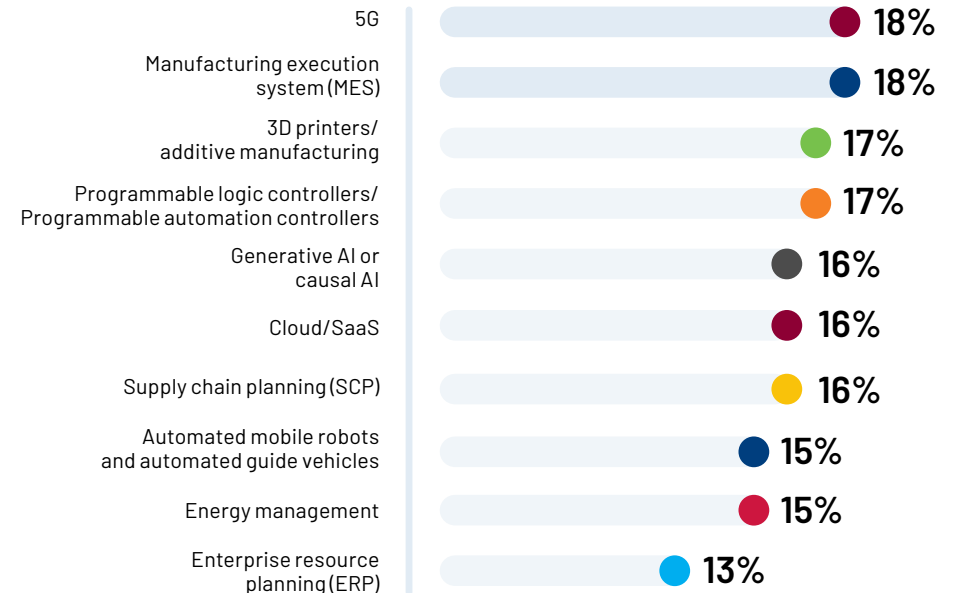 5G
18%
Manufacturing execution
system (MES)
18%
3D printers/
additive manufacturing
17%
Programmable logic controllers/
Programmable automation controllers
17%
Generative AI or
causal AI
16%
Cloud/SaaS
16%
Supply chain planning (SCP)
16%
Automated mobile robots
and automated guide vehicles
15%
Energy management
15%
Enterprise resource
planning (ERP)
13%